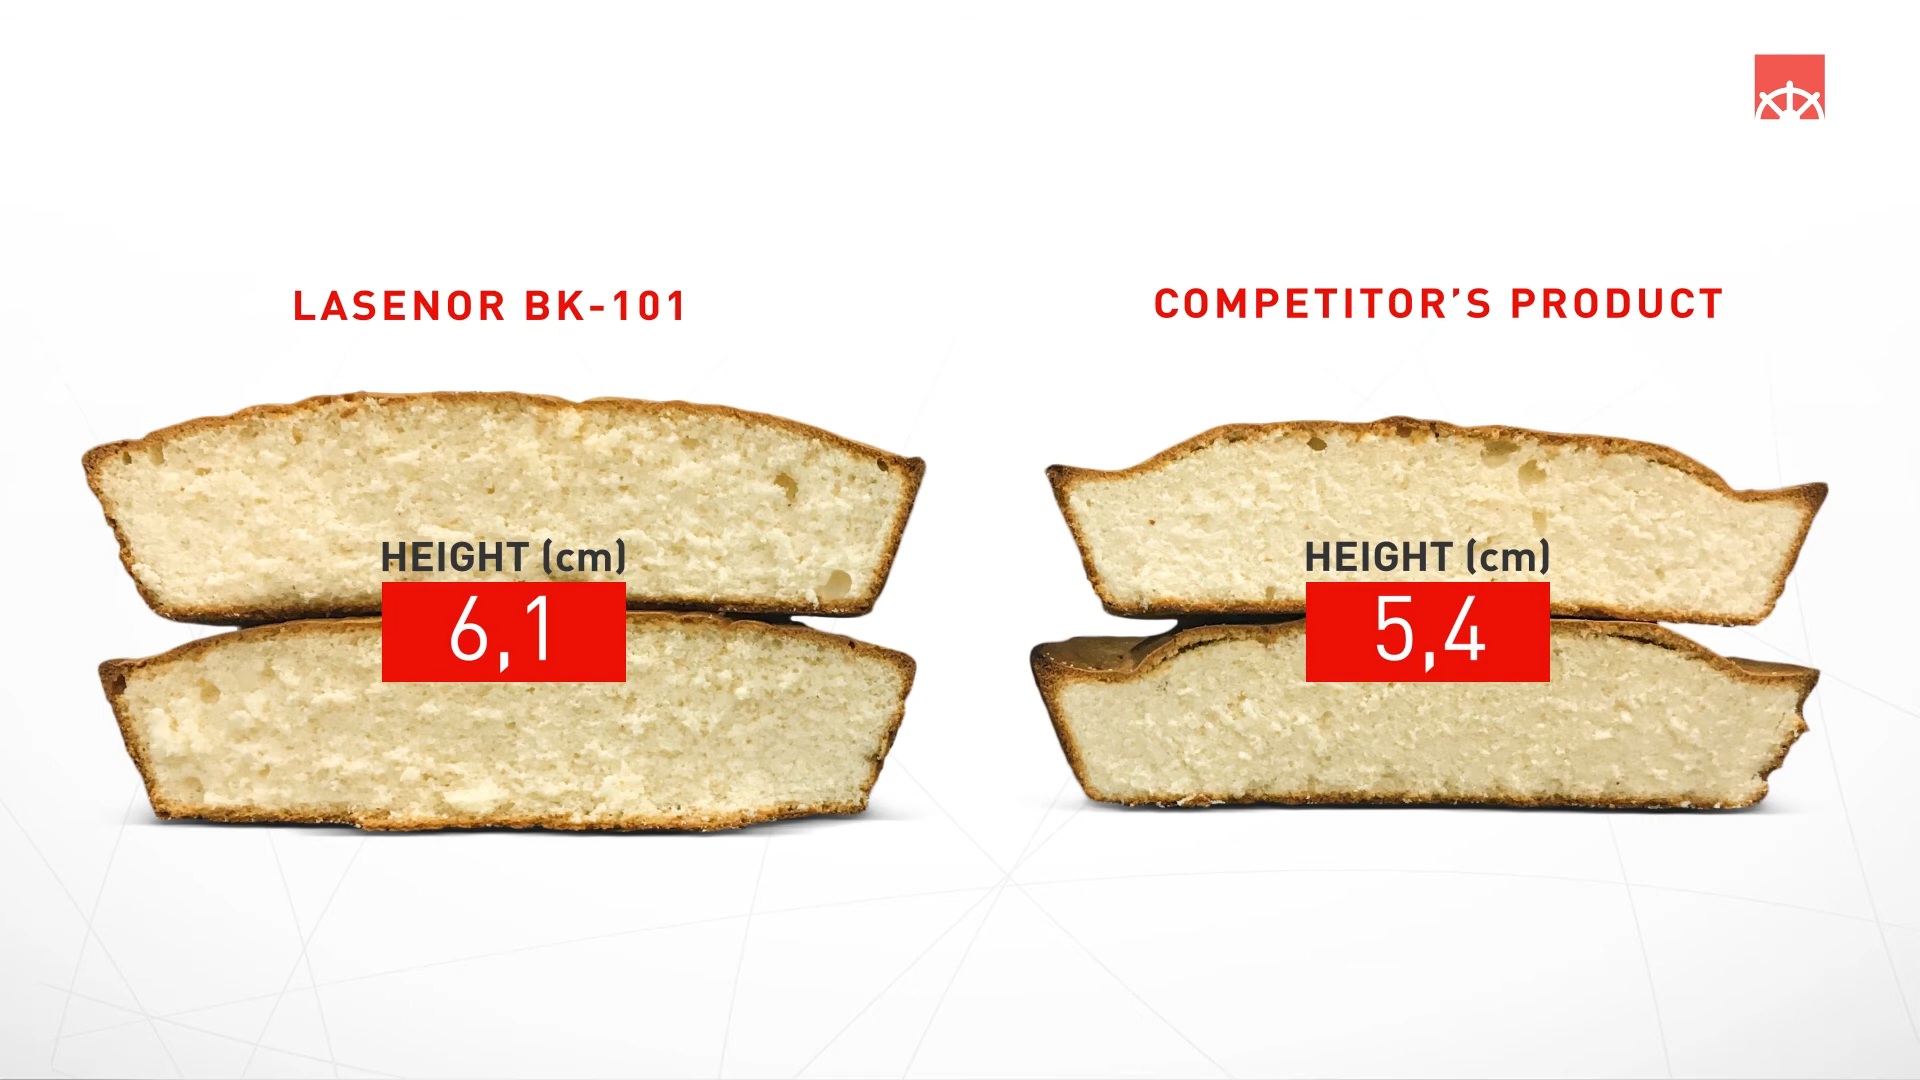 LASENOR BK-101
COMPETITOR’S PRODUCT
HEIGHT (cm)
6,1
HEIGHT (cm)
5,4